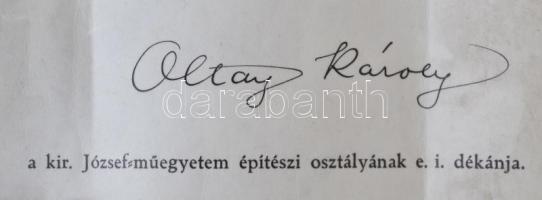 Oltay Károly
darabanth
a kir. József-műegyetem építészi osztályának e. i. dékánja.